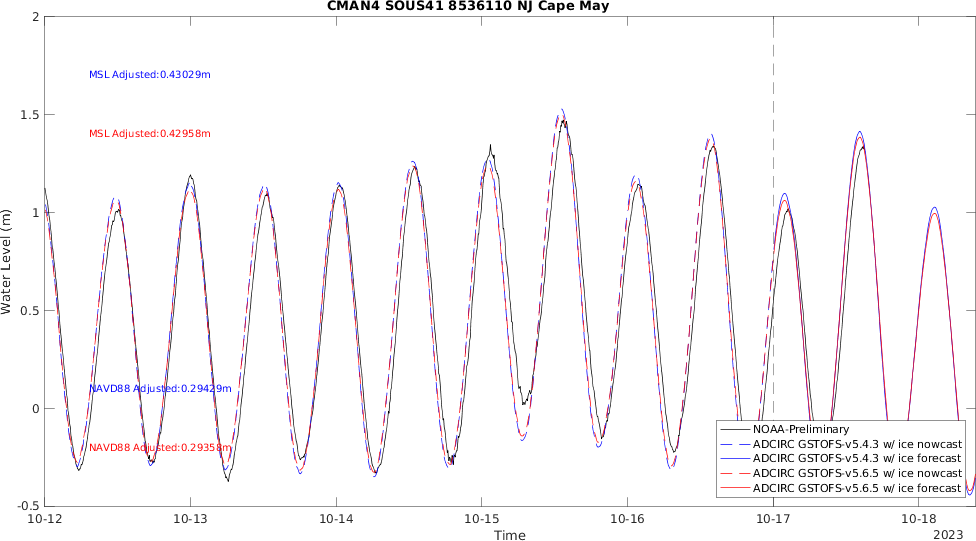 CMAN4 SOUS41 8536110 NJ Cape May
2
1.5
1
0.5
0
-0.5
Water Level (m)
MSL Adjusted:0.43029m
MSL Adjusted:0.42958m
NAVD88 Adjusted:0.29429m
NAVD88 Adjusted:0.29358m
NOAA-Preliminary
ADCIRC GSTOFS-v5.4.3 w/ ice nowcast
ADCIRC GSTOFS-v5.4.3 w/ ice forecast
ADCIRC GSTOFS-v5.6.5 w/ ice nowcast
ADCIRC GSTOFS-v5.6.5 w/ ice forecast
10-12 10-13 10-14 10-15 10-16 10-17 10-18
Time
2023